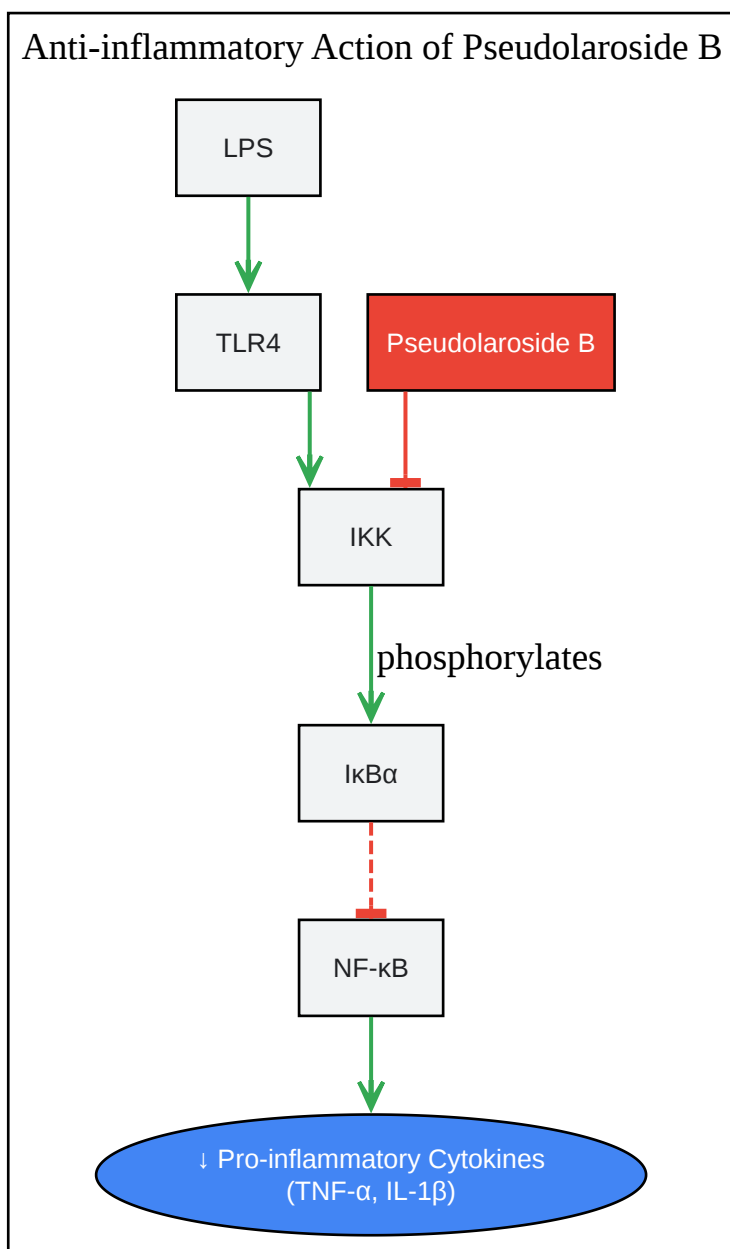 Anti-inflammatory Action of Pseudolaroside B
LPS
TLR4
Pseudolaroside B
IKK
phosphorylates
IκBα
NF-κB
↓ Pro-inflammatory Cytokines
(TNF-α, IL-1β)